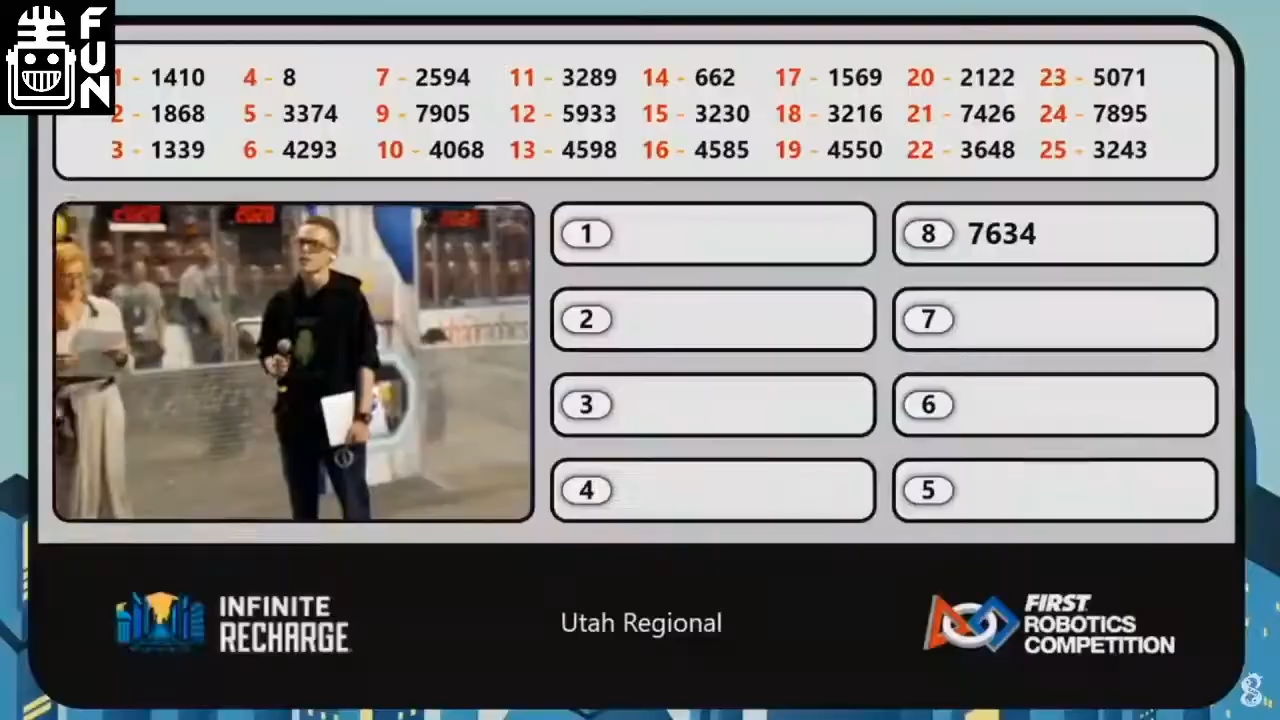 FUN
1 - 1410 4 - 8 7 - 2594 11 - 3289 14 - 662 17 - 1569 20 - 2122 23 - 5071
2 - 1868 5 - 3374 9 - 7905 12 - 5933 15 - 3230 18 - 3216 21 - 7426 24 - 7895
3 - 1339 6 - 4293 10 - 4068 13 - 4598 16 - 4585 19 - 4550 22 - 3648 25 - 3243
1
8 7634
2
7
3
6
4
5
INFINITE
RECHARGE
Utah Regional
FIRST
ROBOTICS
COMPETITION